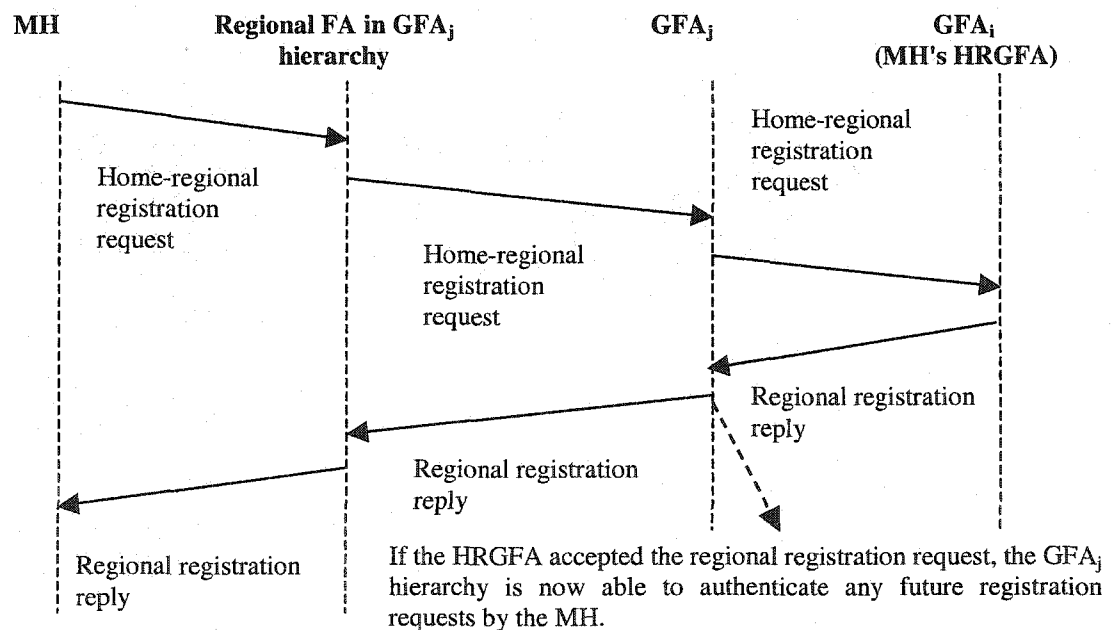 MH
Regional FA in GFAj
hierarchy
GFAj
GFAi
(MH's HRGFA)
Home-regional
registration
request
Home-regional
registration
request
Home-regional
registration
request
Regional registration
reply
Regional registration
reply
Regional registration
reply
If the HRGFA accepted the regional registration request, the GFAj
hierarchy is now able to authenticate any future registration
requests by the MH.